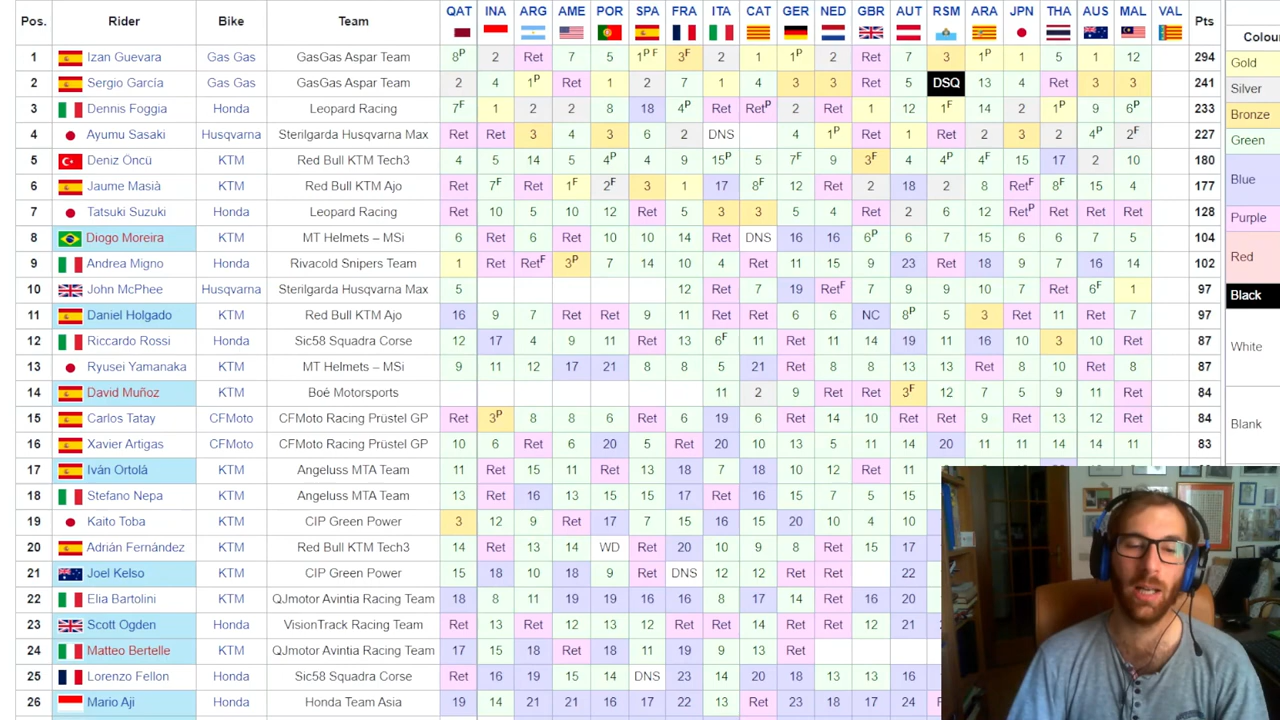 Pos. Rider Bike Team QAT INA ARG AME POR SPA FRA ITA CAT GER NED GBR AUT RSM ARA JPN THA AUS MAL VAL Pts Colou
1 Izan Guevara Gas Gas GasGas Aspar Team 8P 2 Ret 7 5 1P F 3F 2 1 1P 2 Ret 7 3 1P 1 5 1 12 294 Gold
2 Sergio García Gas Gas GasGas Aspar Team 2 4 1P Ret 1 2 7 1 4 3 3 Ret 5 DSQ 13 4 Ret 3 3 241 Silver
3 Dennis Foggia Honda Leopard Racing 7F 1 2 2 8 18 4P Ret RetP 2 Ret 1 12 1F 14 2 1P 9 6P 233 Bronze
4 Ayumu Sasaki Husqvarna Sterilgarda Husqvarna Max Ret Ret 3 4 3 6 2 DNS 4 1P Ret 1 Ret 2 3 2 4P 2F 227 Green
5 Deniz Öncü KTM Red Bull KTM Tech3 4 5 14 5 4P 4 9 15P 5 7F 9 3F 4 4P 4F 15 17 2 10 180 Blue
6 Jaume Masià KTM Red Bull KTM Ajo Ret 7F Ret 1F 2F 3 1 17 8F 12 Ret 2 18 2 8 RetF 8F 15 4 177
7 Tatsuki Suzuki Honda Leopard Racing Ret 10 5 10 12 Ret 5 3 3 5 4 Ret 2 6 12 RetP Ret Ret Ret 128 Purple
8 Diogo Moreira KTM MT Helmets – MSi 6 Ret 6 Ret 10 10 14 Ret DNS 16 16 6P 6 7 15 6 6 7 5 104
9 Andrea Migno Honda Rivacold Snipers Team 1 Ret RetF 3P 7 14 10 4 Ret 11 15 9 23 Ret 18 9 7 16 14 102 Red
10 John McPhee Husqvarna Sterilgarda Husqvarna Max 5 12 Ret 7 19 RetF 7 9 9 10 7 Ret 6F 1 97 Black
11 Daniel Holgado KTM Red Bull KTM Ajo 16 9 7 Ret Ret 9 11 Ret Ret 6 6 NC 8P 5 3 Ret 11 Ret 7 97
12 Riccardo Rossi Honda Sic58 Squadra Corse 12 17 4 9 11 Ret 13 6F 11 Ret 7 14 19 11 16 10 3 10 Ret 87 White
13 Ryusei Yamanaka KTM MT Helmets – MSi 9 11 12 17 21 8 8 5 21 Ret 8 8 13 13 Ret 8 10 Ret 8 87
14 David Muñoz KTM Boé Motorsports 11 2 9 Ret Ret 3F 12 7 5 9 11 Ret 84
15 Carlos Tatay CFMoto CFMoto Racing Prüstel GP Ret 3P 8 8 6 Ret 6 19 9 Ret 14 10 Ret Ret 9 Ret 13 12 Ret 84 Blank
16 Xavier Artigas CFMoto CFMoto Racing Prüstel GP 10 6 Ret 6 20 5 Ret 20 10 13 5 11 14 20 11 11 14 14 11 83
17 Iván Ortolá KTM Angeluss MTA Team 11 Ret 15 11 Ret 13 18 7 18 10 12 Ret 11
18 Stefano Nepa KTM Angeluss MTA Team 13 Ret 16 13 15 15 17 Ret 16 15 7 5 15
19 Kaito Toba KTM CIP Green Power 3 12 9 Ret 17 7 15 16 15 20 10 4 10
20 Adrián Fernández KTM Red Bull KTM Tech3 14 Ret 13 14 WD Ret 20 10 6 8 Ret 15 17
21 Joel Kelso KTM CIP Green Power 15 18 10 18 9 Ret DNS 12 12 Ret Ret 22
22 Elia Bartolini KTM QJmotor Avintia Racing Team 18 8 11 19 19 16 16 8 17 14 Ret 16 20
23 Scott Ogden Honda VisionTrack Racing Team Ret 13 Ret 12 13 12 Ret Ret Ret Ret Ret 12 21
24 Matteo Bertelle KTM QJmotor Avintia Racing Team 17 15 18 Ret 18 11 19 9 13 Ret
25 Lorenzo Fellon Honda Sic58 Squadra Corse Ret 16 19 15 14 DNS 23 14 20 18 13 13 16
26 Mario Aji Honda Honda Team Asia 19 14 21 21 16 17 22 13 Ret 23 18 17 24